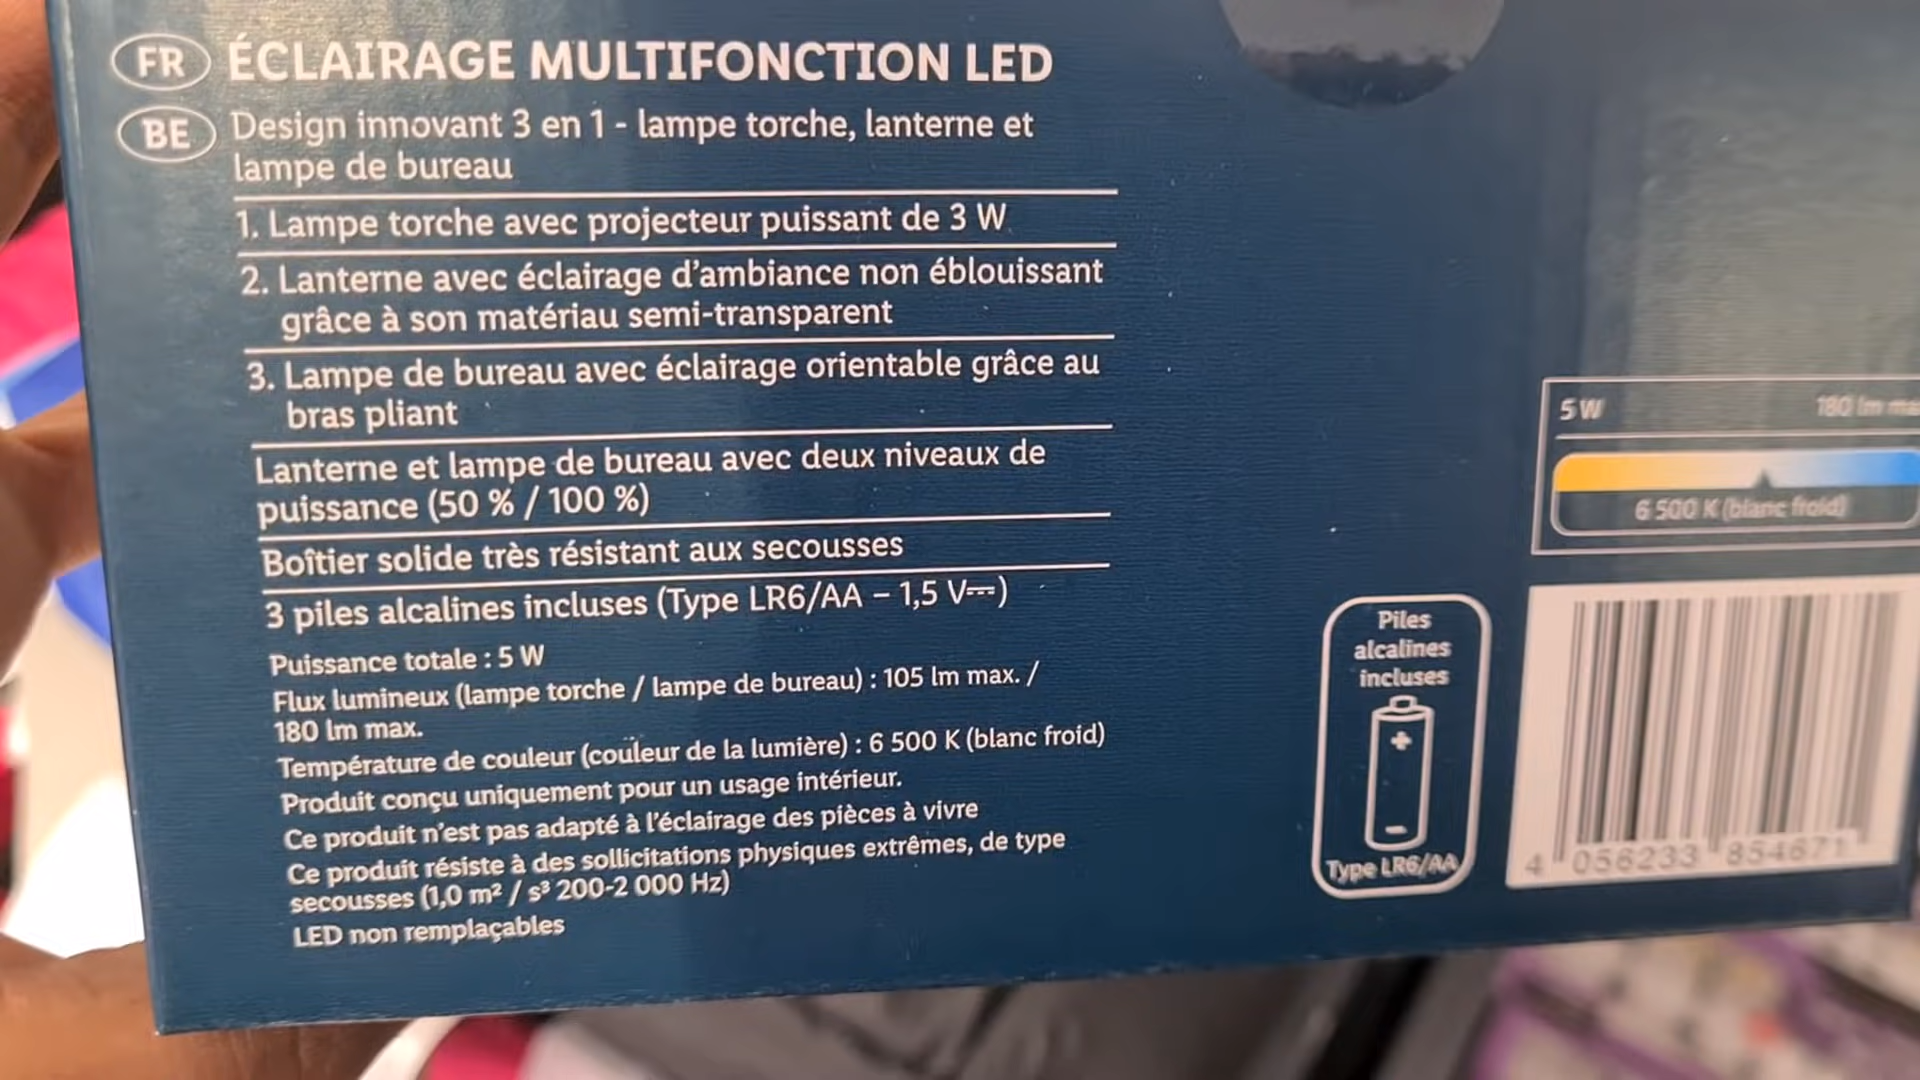 FR ÉCLAIRAGE MULTIFONCTION LED
BE Design innovant 3 en 1 - lampe torche, lanterne et
lampe de bureau
1. Lampe torche avec projecteur puissant de 3 W
2. Lanterne avec éclairage d’ambiance non éblouissant
grâce à son matériau semi-transparent
3. Lampe de bureau avec éclairage orientable grâce au
bras pliant
Lanterne et lampe de bureau avec deux niveaux de
puissance (50 % / 100 %)
Boîtier solide très résistant aux secousses
3 piles alcalines incluses (Type LR6/AA – 1,5 V⎓)
Puissance totale : 5 W
Flux lumineux (lampe torche / lampe de bureau) : 105 lm max. /
180 lm max.
Température de couleur (couleur de la lumière) : 6 500 K (blanc froid)
Produit conçu uniquement pour un usage intérieur.
Ce produit n’est pas adapté à l’éclairage des pièces à vivre
Ce produit résiste à des sollicitations physiques extrêmes, de type
secousses (1,0 m² / s³ 200-2 000 Hz)
LED non remplaçables
5 W 180 lm
6 500 K (blanc froid)
Piles
alcalines
incluses
+
-
Type LR6/AA
4 056233 854671